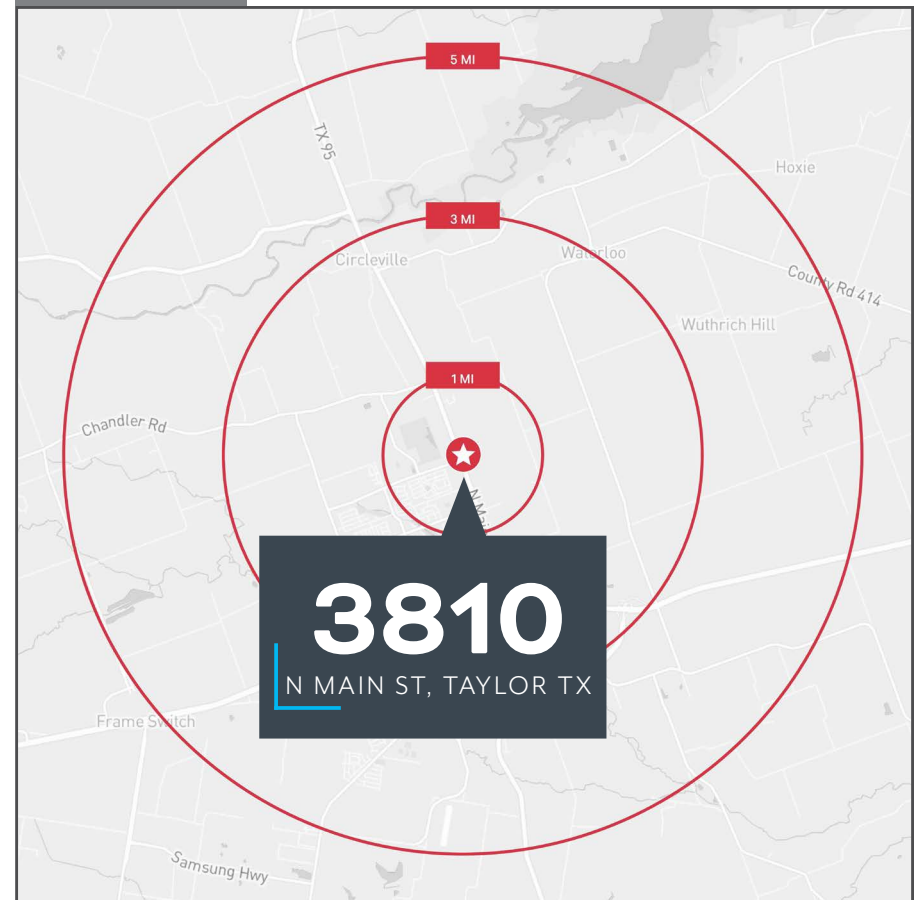 5 MI
TX 95
Hoxie
3 MI
Circleville
Waterloo
County Rd 414
Wuthrich Hill
1 MI
Chandler Rd
N Mai
3810
N MAIN ST, TAYLOR TX
Frame Switch
Samsung Hwy